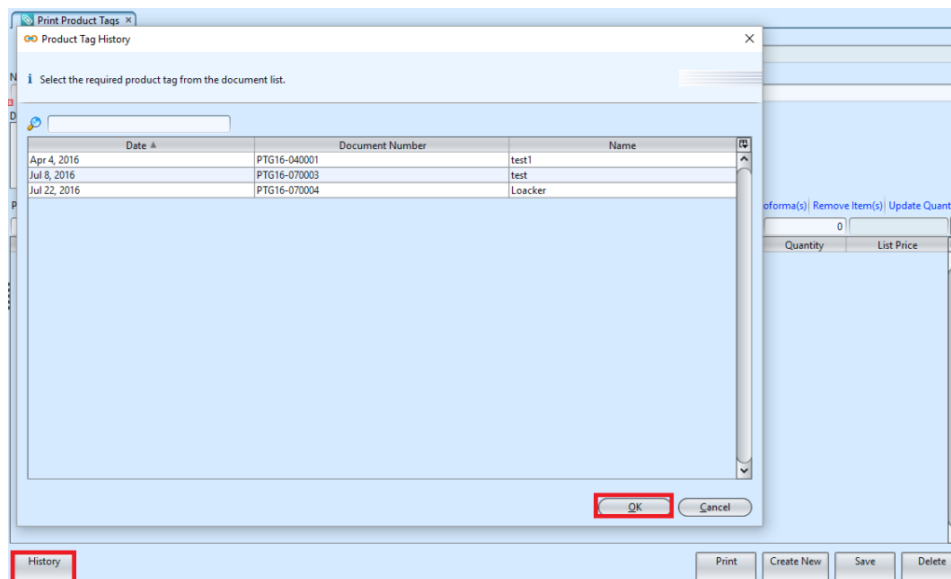 Print Product Tags ×
Product Tag History
N
i Select the required product tag from the document list.
D
Date Document Number Name
Apr 4, 2016 PTG16-040001 test1
Jul 8, 2016 PTG16-070003 test
Jul 22, 2016 PTG16-070004 Loacker
P
oforma(s) Remove Item(s) Update Quant
0
Quantity List Price
OK Cancel
History Print Create New Save Delete